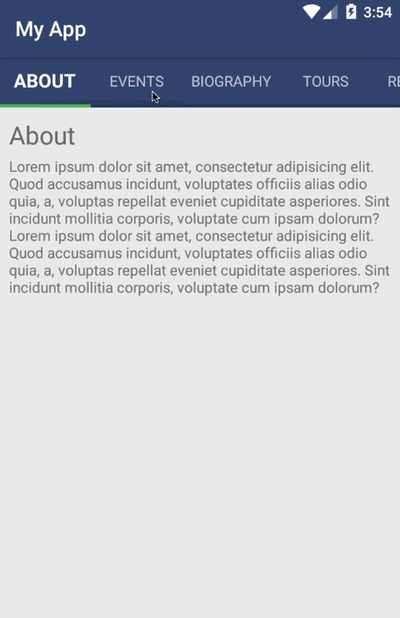 3:54
My App
ABOUT EVENTS BIOGRAPHY TOURS
About
Lorem ipsum dolor sit amet, consectetur adipisicing elit.
Quod accusamus incidunt, voluptates officiis alias odio
quia, a, voluptas repellat eveniet cupiditate asperiores. Sint
incidunt mollitia corporis, voluptate cum ipsam dolorum?
Lorem ipsum dolor sit amet, consectetur adipisicing elit.
Quod accusamus incidunt, voluptates officiis alias odio
quia, a, voluptas repellat eveniet cupiditate asperiores. Sint
incidunt mollitia corporis, voluptate cum ipsam dolorum?